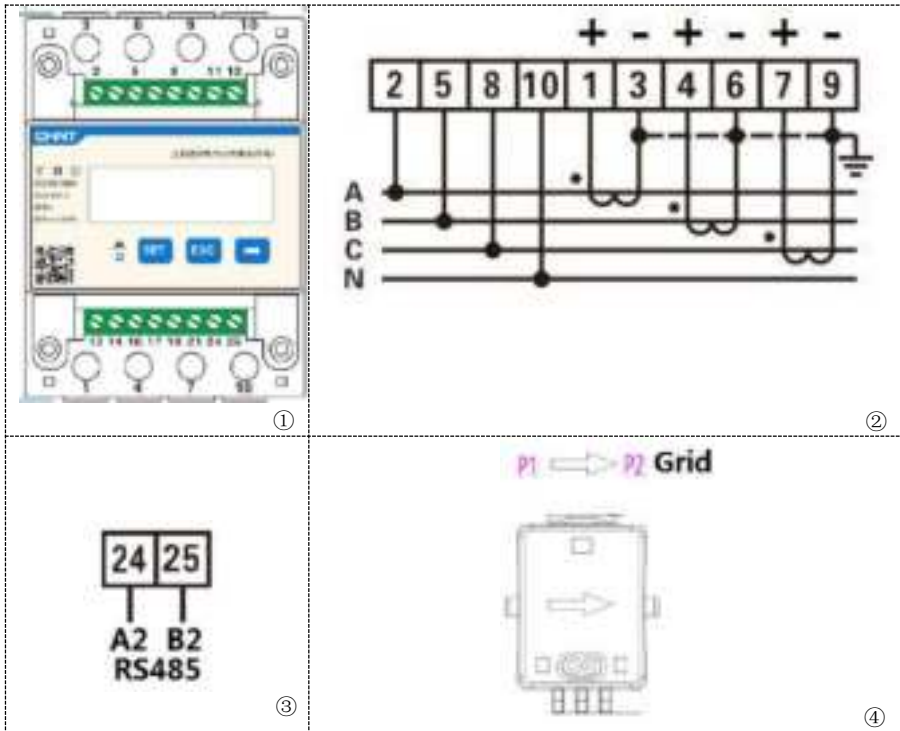 3 6 9 10
2 5 8 11 12
CHNT
SET ESC
13 14 16 17 19 21 24 25
1 4 7 10
①
+ - + - + -
2 5 8 10 1 3 4 6 7 9
A
B
C
N
②
24 25
A2 B2
RS485
③
P1 P2 Grid
④